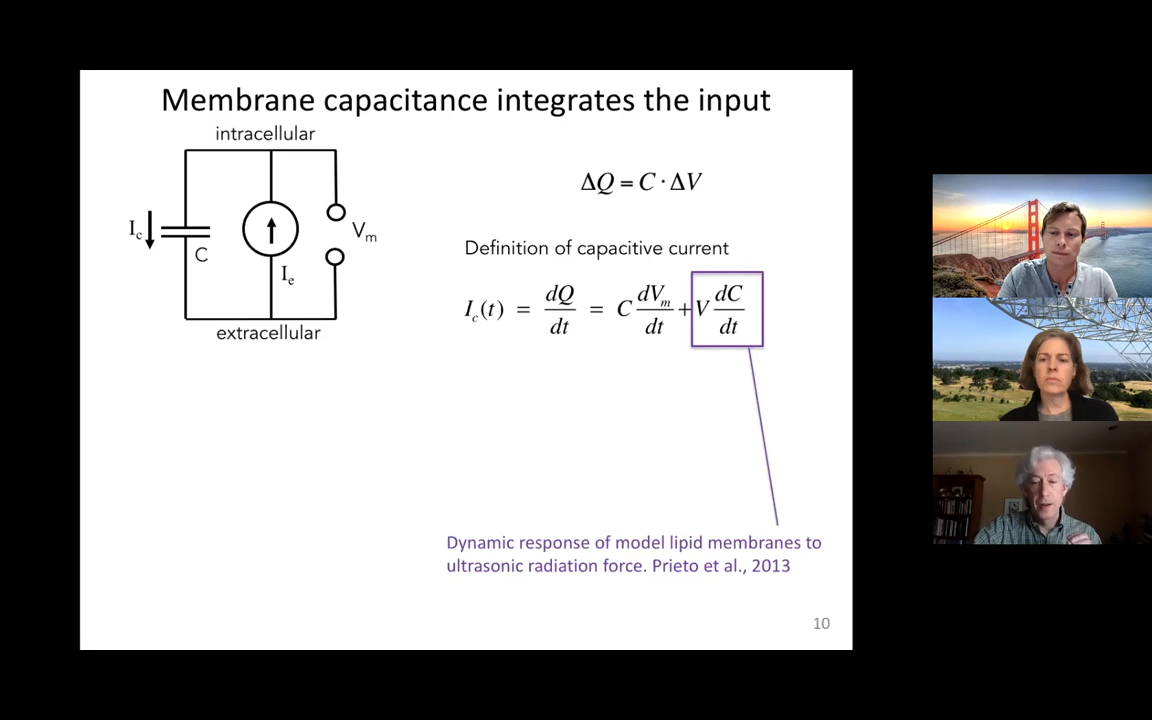 Membrane capacitance integrates the input
intracellular
I_c
C
I_e
V_m
extracellular
ΔQ = C · ΔV
Definition of capacitive current
I_c(t) = dQ/dt = C dV_m/dt + V dC/dt
Dynamic response of model lipid membranes to
ultrasonic radiation force. Prieto et al., 2013
10